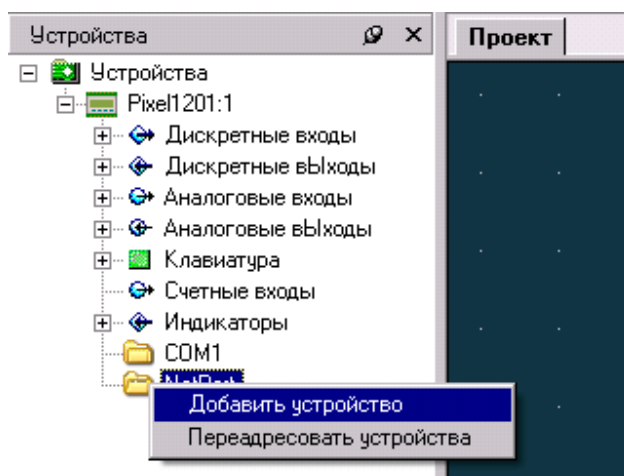 Устройства
Проект
Устройства
Pixel1201:1
Дискретные входы
Дискретные вЫходы
Аналоговые входы
Аналоговые вЫходы
Клавиатура
Счетные входы
Индикаторы
COM1
Добавить устройство
Переадресовать устройства